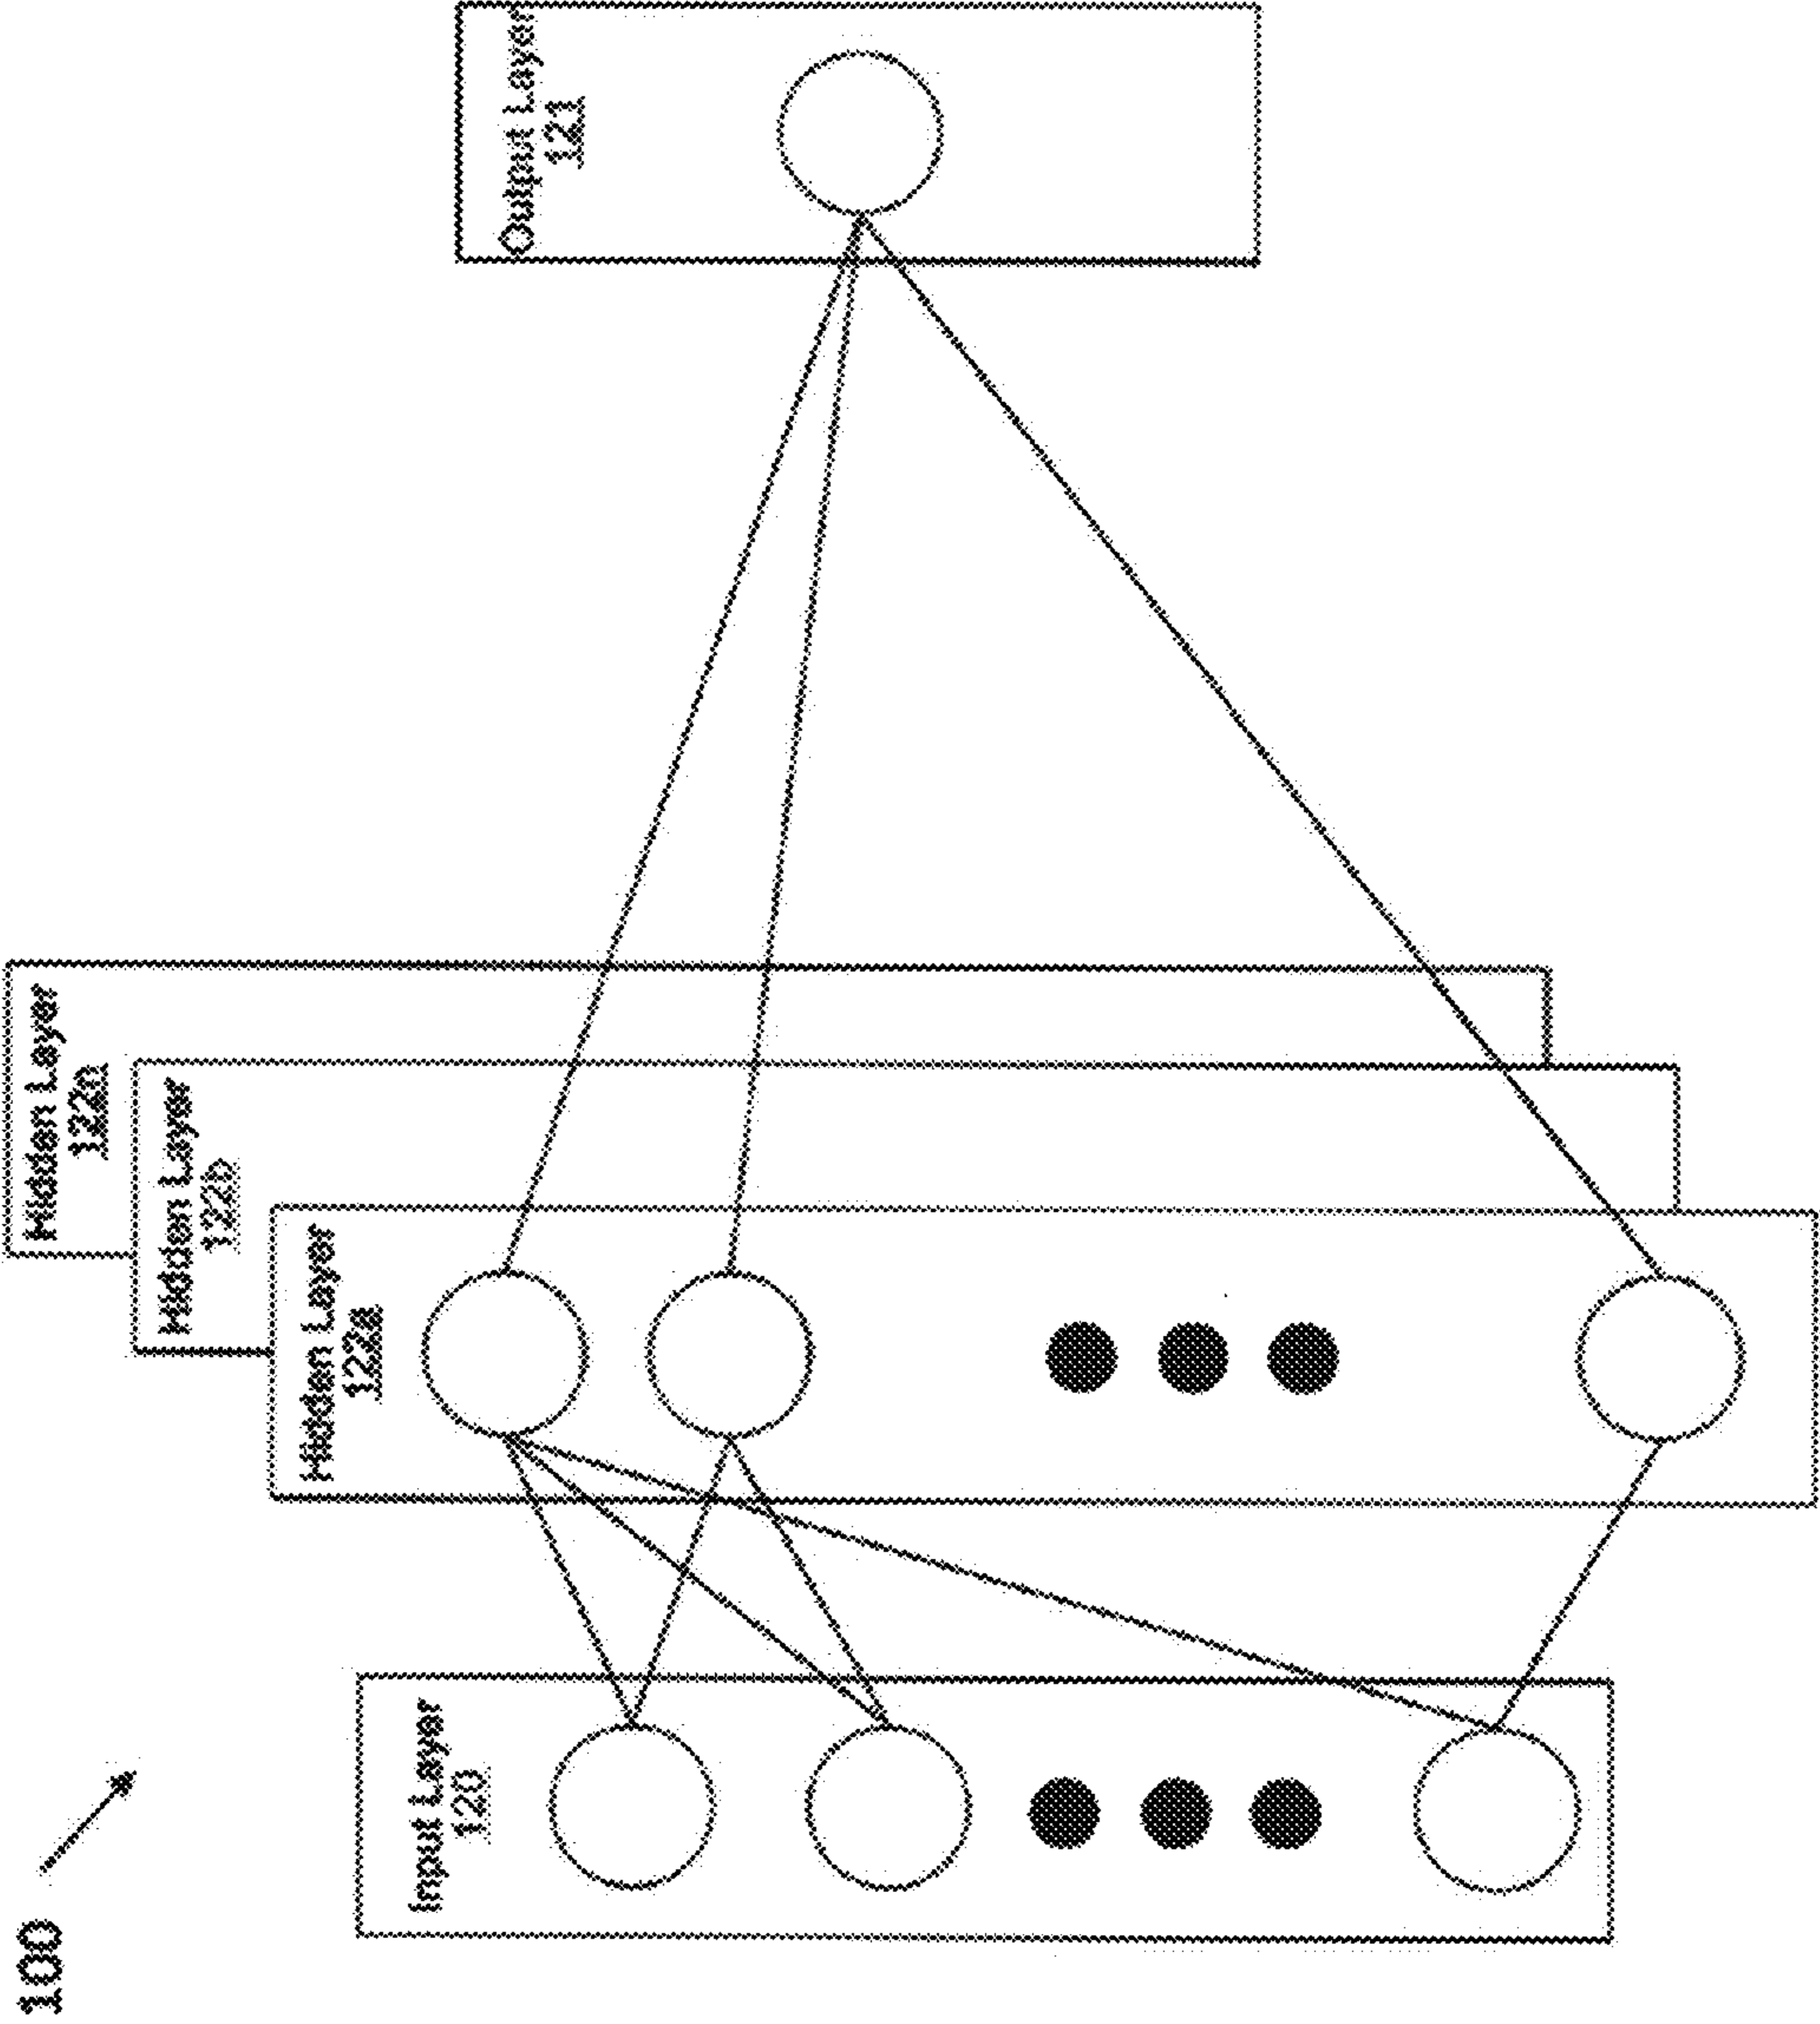 100
Input Layer
120
Hidden Layer
122a
Hidden Layer
122b
Hidden Layer
122n
Output Layer
121